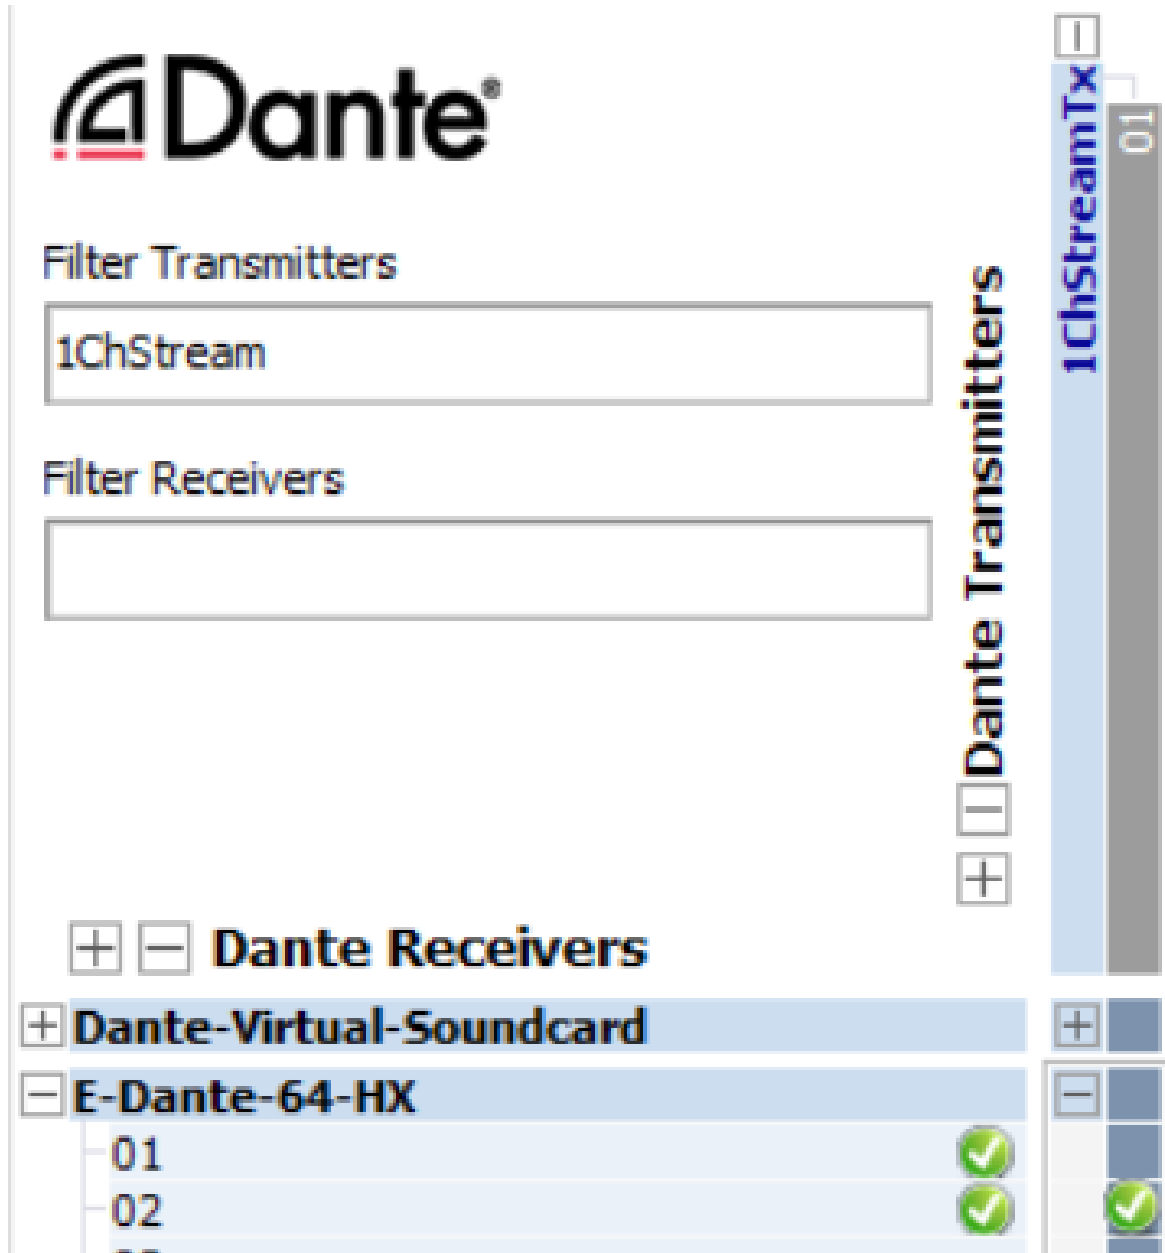 Dante®
Filter Transmitters
1ChStream
Filter Receivers
Dante Transmitters
1ChStreamTx
01
Dante Receivers
Dante-Virtual-Soundcard
E-Dante-64-HX
01
02